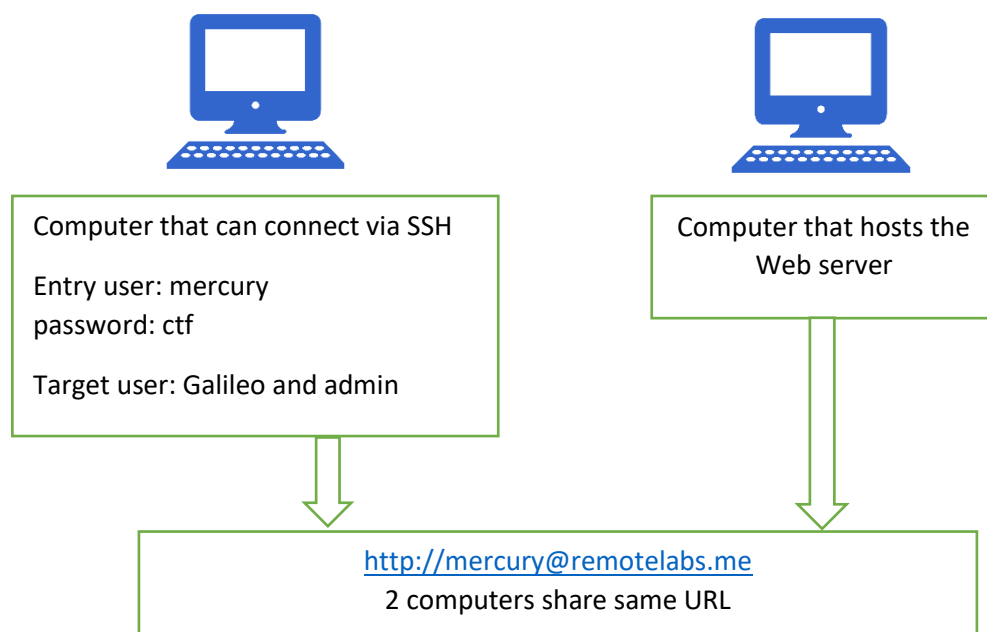 Computer that can connect via SSH
Entry user: mercury
password: ctf
Target user: Galileo and admin
Computer that hosts the
Web server
http://mercury@remotelabs.me
2 computers share same URL